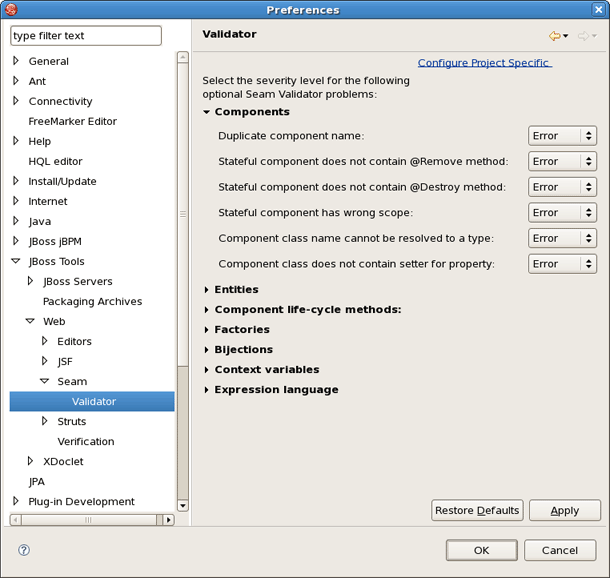 Preferences
type filter text
General
Ant
Connectivity
FreeMarker Editor
Help
HQL editor
Install/Update
Internet
Java
JBoss jBPM
JBoss Tools
JBoss Servers
Packaging Archives
Web
Editors
JSF
Seam
Validator
Struts
Verification
XDoclet
JPA
Plug-in Development
Validator
Configure Project Specific
Select the severity level for the following
optional Seam Validator problems:
Components
Duplicate component name: Error
Stateful component does not contain @Remove method: Error
Stateful component does not contain @Destroy method: Error
Stateful component has wrong scope: Error
Component class name cannot be resolved to a type: Error
Component class does not contain setter for property: Error
Entities
Component life-cycle methods:
Factories
Bijections
Context variables
Expression language
Restore Defaults Apply
? OK Cancel